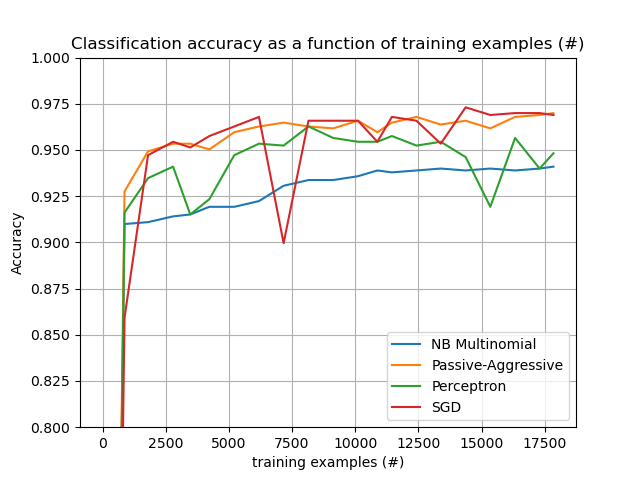 Classification accuracy as a function of training examples (#)
1.000
0.975
0.950
0.925
0.900
0.875
0.850
0.825
0.800
Accuracy
NB Multinomial
Passive-Aggressive
Perceptron
SGD
0 2500 5000 7500 10000 12500 15000 17500
training examples (#)